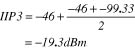 IIP3 = −46 + (−46 + −99.33)/2
= −19.3dBm